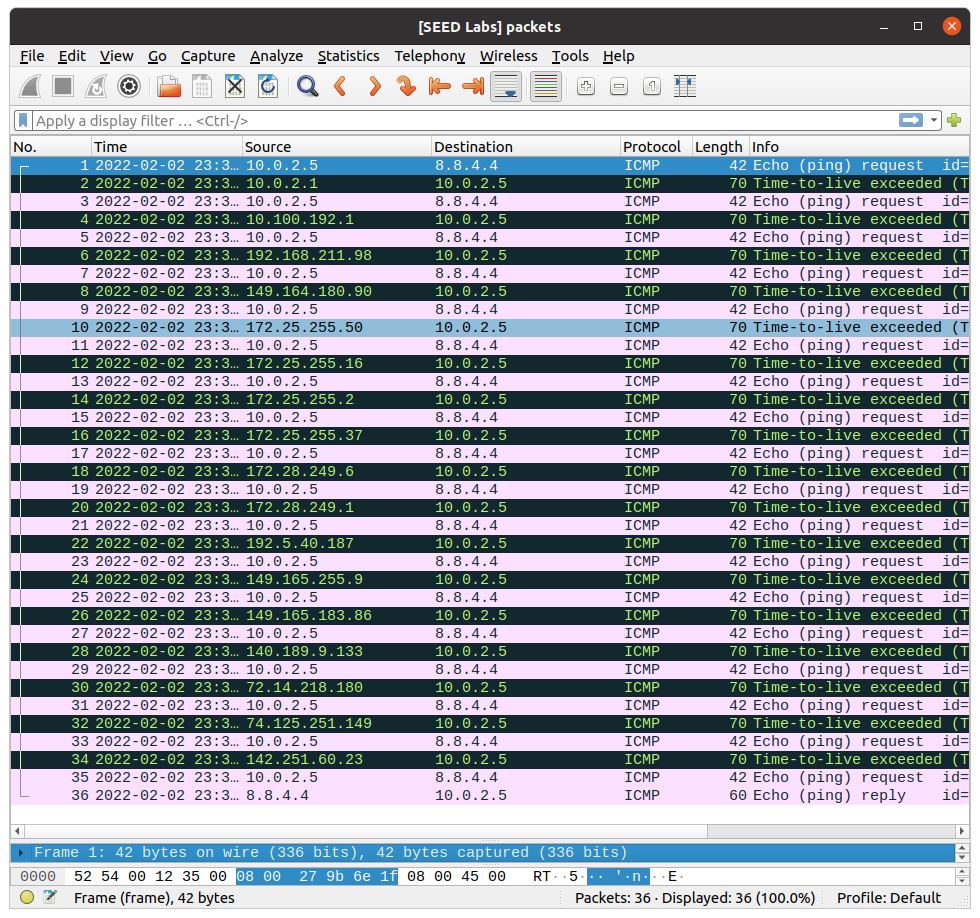 [SEED Labs] packets
File Edit View Go Capture Analyze Statistics Telephony Wireless Tools Help
Apply a display filter … <Ctrl-/>
No. Time Source Destination Protocol Length Info
1 2022-02-02 23:3… 10.0.2.5 8.8.4.4 ICMP 42 Echo (ping) request id=
2 2022-02-02 23:3… 10.0.2.1 10.0.2.5 ICMP 70 Time-to-live exceeded (T
3 2022-02-02 23:3… 10.0.2.5 8.8.4.4 ICMP 42 Echo (ping) request id=
4 2022-02-02 23:3… 10.100.192.1 10.0.2.5 ICMP 70 Time-to-live exceeded (T
5 2022-02-02 23:3… 10.0.2.5 8.8.4.4 ICMP 42 Echo (ping) request id=
6 2022-02-02 23:3… 192.168.211.98 10.0.2.5 ICMP 70 Time-to-live exceeded (T
7 2022-02-02 23:3… 10.0.2.5 8.8.4.4 ICMP 42 Echo (ping) request id=
8 2022-02-02 23:3… 149.164.180.90 10.0.2.5 ICMP 70 Time-to-live exceeded (T
9 2022-02-02 23:3… 10.0.2.5 8.8.4.4 ICMP 42 Echo (ping) request id=
10 2022-02-02 23:3… 172.25.255.50 10.0.2.5 ICMP 70 Time-to-live exceeded (T
11 2022-02-02 23:3… 10.0.2.5 8.8.4.4 ICMP 42 Echo (ping) request id=
12 2022-02-02 23:3… 172.25.255.16 10.0.2.5 ICMP 70 Time-to-live exceeded (T
13 2022-02-02 23:3… 10.0.2.5 8.8.4.4 ICMP 42 Echo (ping) request id=
14 2022-02-02 23:3… 172.25.255.2 10.0.2.5 ICMP 70 Time-to-live exceeded (T
15 2022-02-02 23:3… 10.0.2.5 8.8.4.4 ICMP 42 Echo (ping) request id=
16 2022-02-02 23:3… 172.25.255.37 10.0.2.5 ICMP 70 Time-to-live exceeded (T
17 2022-02-02 23:3… 10.0.2.5 8.8.4.4 ICMP 42 Echo (ping) request id=
18 2022-02-02 23:3… 172.28.249.6 10.0.2.5 ICMP 70 Time-to-live exceeded (T
19 2022-02-02 23:3… 10.0.2.5 8.8.4.4 ICMP 42 Echo (ping) request id=
20 2022-02-02 23:3… 172.28.249.1 10.0.2.5 ICMP 70 Time-to-live exceeded (T
21 2022-02-02 23:3… 10.0.2.5 8.8.4.4 ICMP 42 Echo (ping) request id=
22 2022-02-02 23:3… 192.5.40.187 10.0.2.5 ICMP 70 Time-to-live exceeded (T
23 2022-02-02 23:3… 10.0.2.5 8.8.4.4 ICMP 42 Echo (ping) request id=
24 2022-02-02 23:3… 149.165.255.9 10.0.2.5 ICMP 70 Time-to-live exceeded (T
25 2022-02-02 23:3… 10.0.2.5 8.8.4.4 ICMP 42 Echo (ping) request id=
26 2022-02-02 23:3… 149.165.183.86 10.0.2.5 ICMP 70 Time-to-live exceeded (T
27 2022-02-02 23:3… 10.0.2.5 8.8.4.4 ICMP 42 Echo (ping) request id=
28 2022-02-02 23:3… 140.189.9.133 10.0.2.5 ICMP 70 Time-to-live exceeded (T
29 2022-02-02 23:3… 10.0.2.5 8.8.4.4 ICMP 42 Echo (ping) request id=
30 2022-02-02 23:3… 72.14.218.180 10.0.2.5 ICMP 70 Time-to-live exceeded (T
31 2022-02-02 23:3… 10.0.2.5 8.8.4.4 ICMP 42 Echo (ping) request id=
32 2022-02-02 23:3… 74.125.251.149 10.0.2.5 ICMP 70 Time-to-live exceeded (T
33 2022-02-02 23:3… 10.0.2.5 8.8.4.4 ICMP 42 Echo (ping) request id=
34 2022-02-02 23:3… 142.251.60.23 10.0.2.5 ICMP 70 Time-to-live exceeded (T
35 2022-02-02 23:3… 10.0.2.5 8.8.4.4 ICMP 42 Echo (ping) request id=
36 2022-02-02 23:3… 8.8.4.4 10.0.2.5 ICMP 60 Echo (ping) reply id=
Frame 1: 42 bytes on wire (336 bits), 42 bytes captured (336 bits)
0000 52 54 00 12 35 00 08 00 27 9b 6e 1f 08 00 45 00 RT··5··· '·n···E·
Frame (frame), 42 bytes Packets: 36 · Displayed: 36 (100.0%) Profile: Default